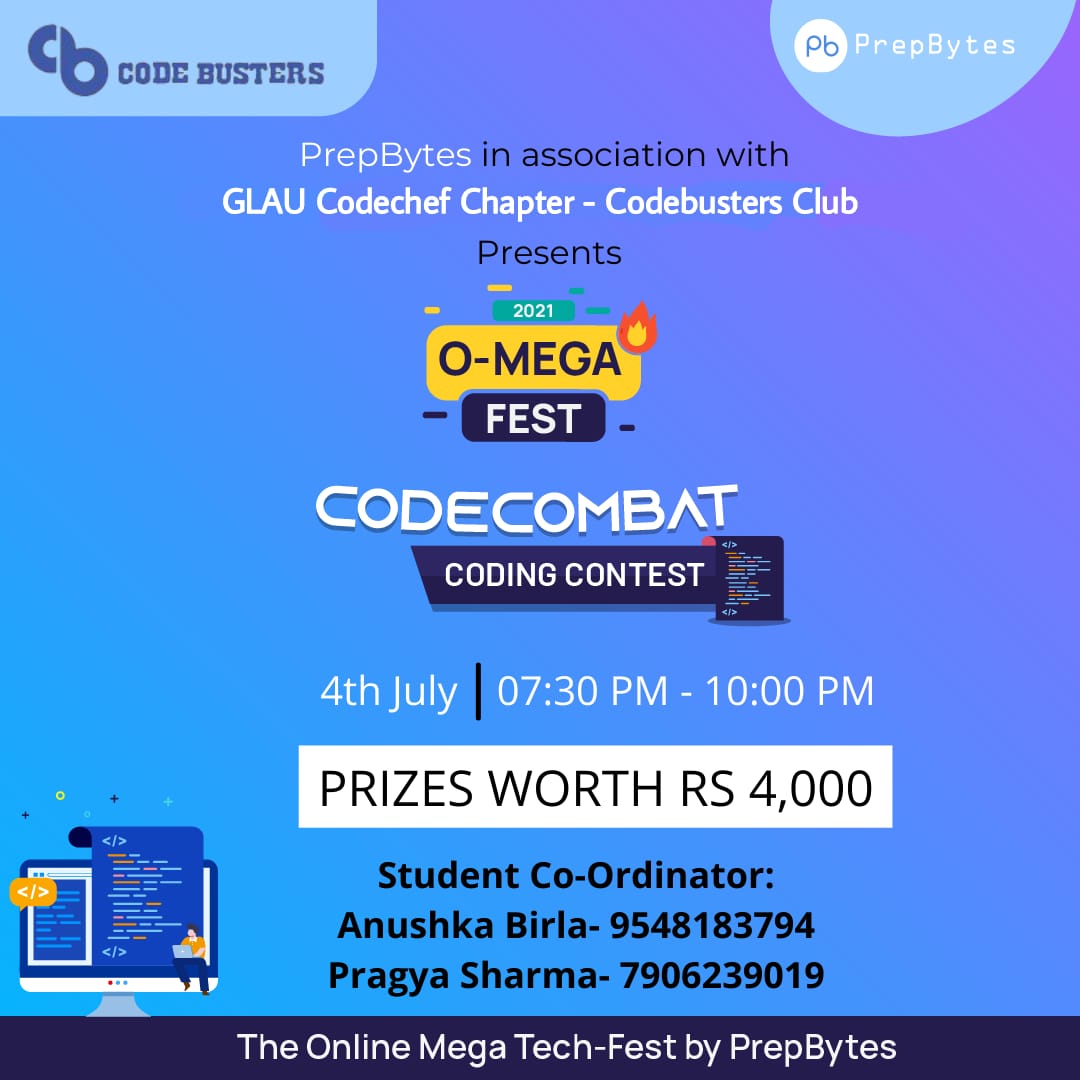 cb CODE BUSTERS
Pb PrepBytes
PrepBytes in association with
GLAU Codechef Chapter - Codebusters Club
Presents
2021
O-MEGA
FEST
CODECOMBAT
CODING CONTEST
</>
</>
4th July | 07:30 PM - 10:00 PM
PRIZES WORTH RS 4,000
</>
</>
</>
Student Co-Ordinator:
Anushka Birla- 9548183794
Pragya Sharma- 7906239019
The Online Mega Tech-Fest by PrepBytes